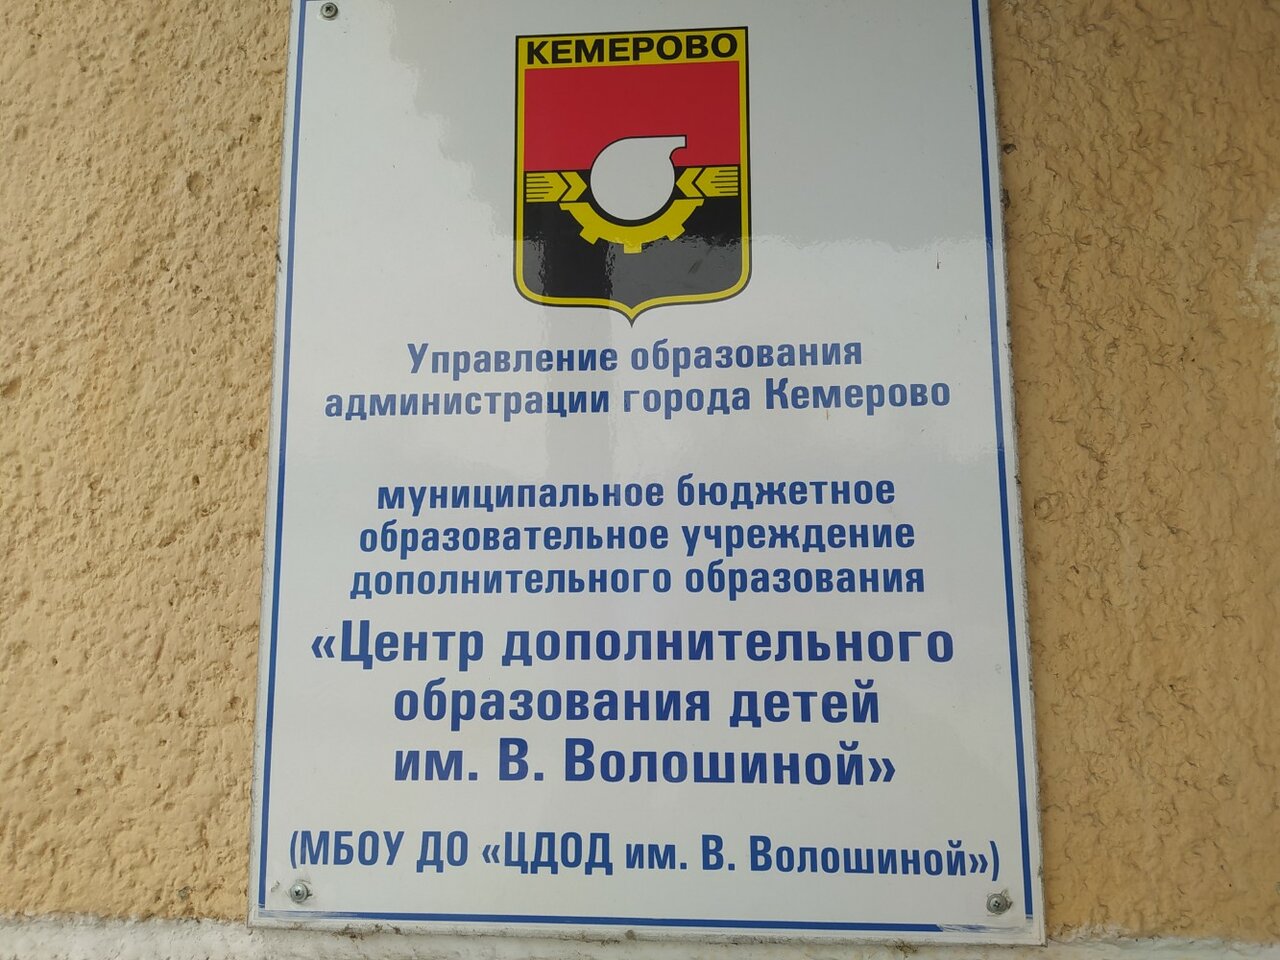 КЕМЕРОВО
Управление образования
администрации города Кемерово
муниципальное бюджетное
образовательное учреждение
дополнительного образования
«Центр дополнительного
образования детей
им. В. Волошиной»
(МБОУ ДО «ЦДОД им. В. Волошиной»)